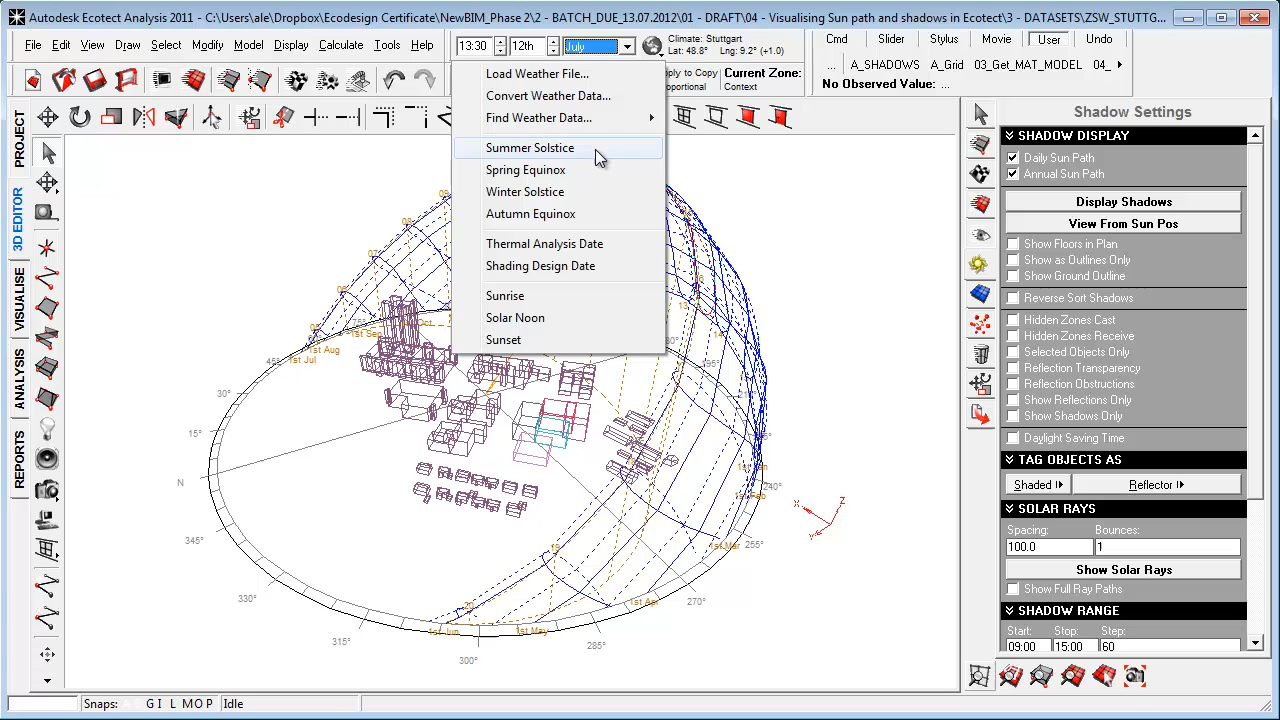 Autodesk Ecotect Analysis 2011 - C:\Users\ale\Dropbox\Ecodesign Certificate\NewBIM_Phase 2\2 - BATCH_DUE_13.07.2012\01 - DRAFT\04 - Visualising Sun path and shadows in Ecotect\3 - DATASETS\ZSW_STUTTG...
File Edit View Draw Select Modify Model Display Calculate Tools Help
13:30 12th July
Climate: Stuttgart
Lat: 48.8° Lng: 9.2° (+1.0)
Cmd Slider Stylus Movie User Undo
... A_SHADOWS A_Grid 03_Get_MAT_MODEL 04_
No Observed Value: ...
pply to Copy
oportional
Current Zone:
Context
Load Weather File...
Convert Weather Data...
Find Weather Data...
Summer Solstice
Spring Equinox
Winter Solstice
Autumn Equinox
Thermal Analysis Date
Shading Design Date
Sunrise
Solar Noon
Sunset
PROJECT
3D EDITOR
VISUALISE
ANALYSIS
REPORTS
1st Aug
1st Jul
45°
30°
15°
N
345°
330°
315°
300°
285°
270°
255°
240°
195°
19
1st Mar
1st Apr
1st May
1st Jun
X
Y
Z
Shadow Settings
SHADOW DISPLAY
Daily Sun Path
Annual Sun Path
Display Shadows
View From Sun Pos
Show Floors in Plan
Show as Outlines Only
Show Ground Outline
Reverse Sort Shadows
Hidden Zones Cast
Hidden Zones Receive
Selected Objects Only
Reflection Transparency
Reflection Obstructions
Show Reflections Only
Show Shadows Only
Daylight Saving Time
TAG OBJECTS AS
Shaded Reflector
SOLAR RAYS
Spacing: Bounces:
100.0 1
Show Solar Rays
Show Full Ray Paths
SHADOW RANGE
Start: Stop: Step:
09:00 15:00 60
Snaps: G I L M O P Idle